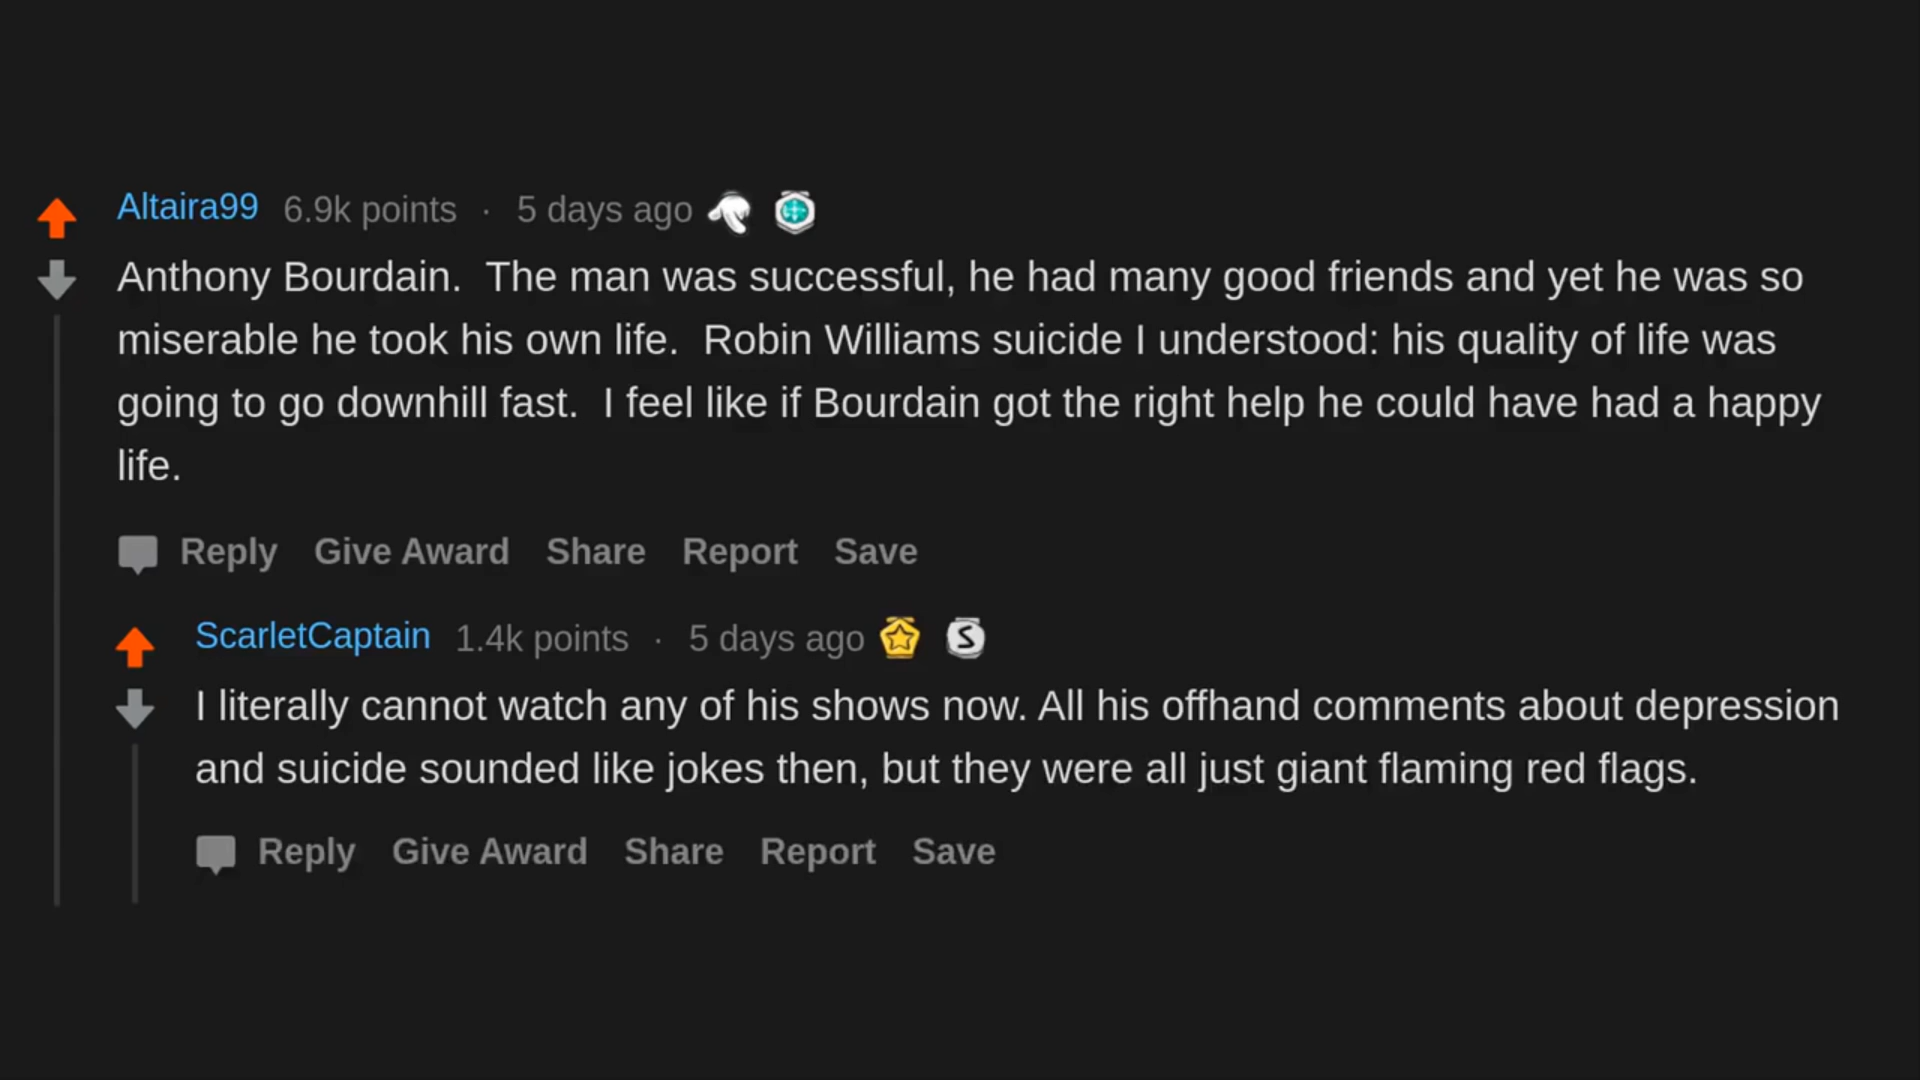 Altaira99 6.9k points · 5 days ago
Anthony Bourdain. The man was successful, he had many good friends and yet he was so
miserable he took his own life. Robin Williams suicide I understood: his quality of life was
going to go downhill fast. I feel like if Bourdain got the right help he could have had a happy
life.
Reply Give Award Share Report Save
ScarletCaptain 1.4k points · 5 days ago S
I literally cannot watch any of his shows now. All his offhand comments about depression
and suicide sounded like jokes then, but they were all just giant flaming red flags.
Reply Give Award Share Report Save